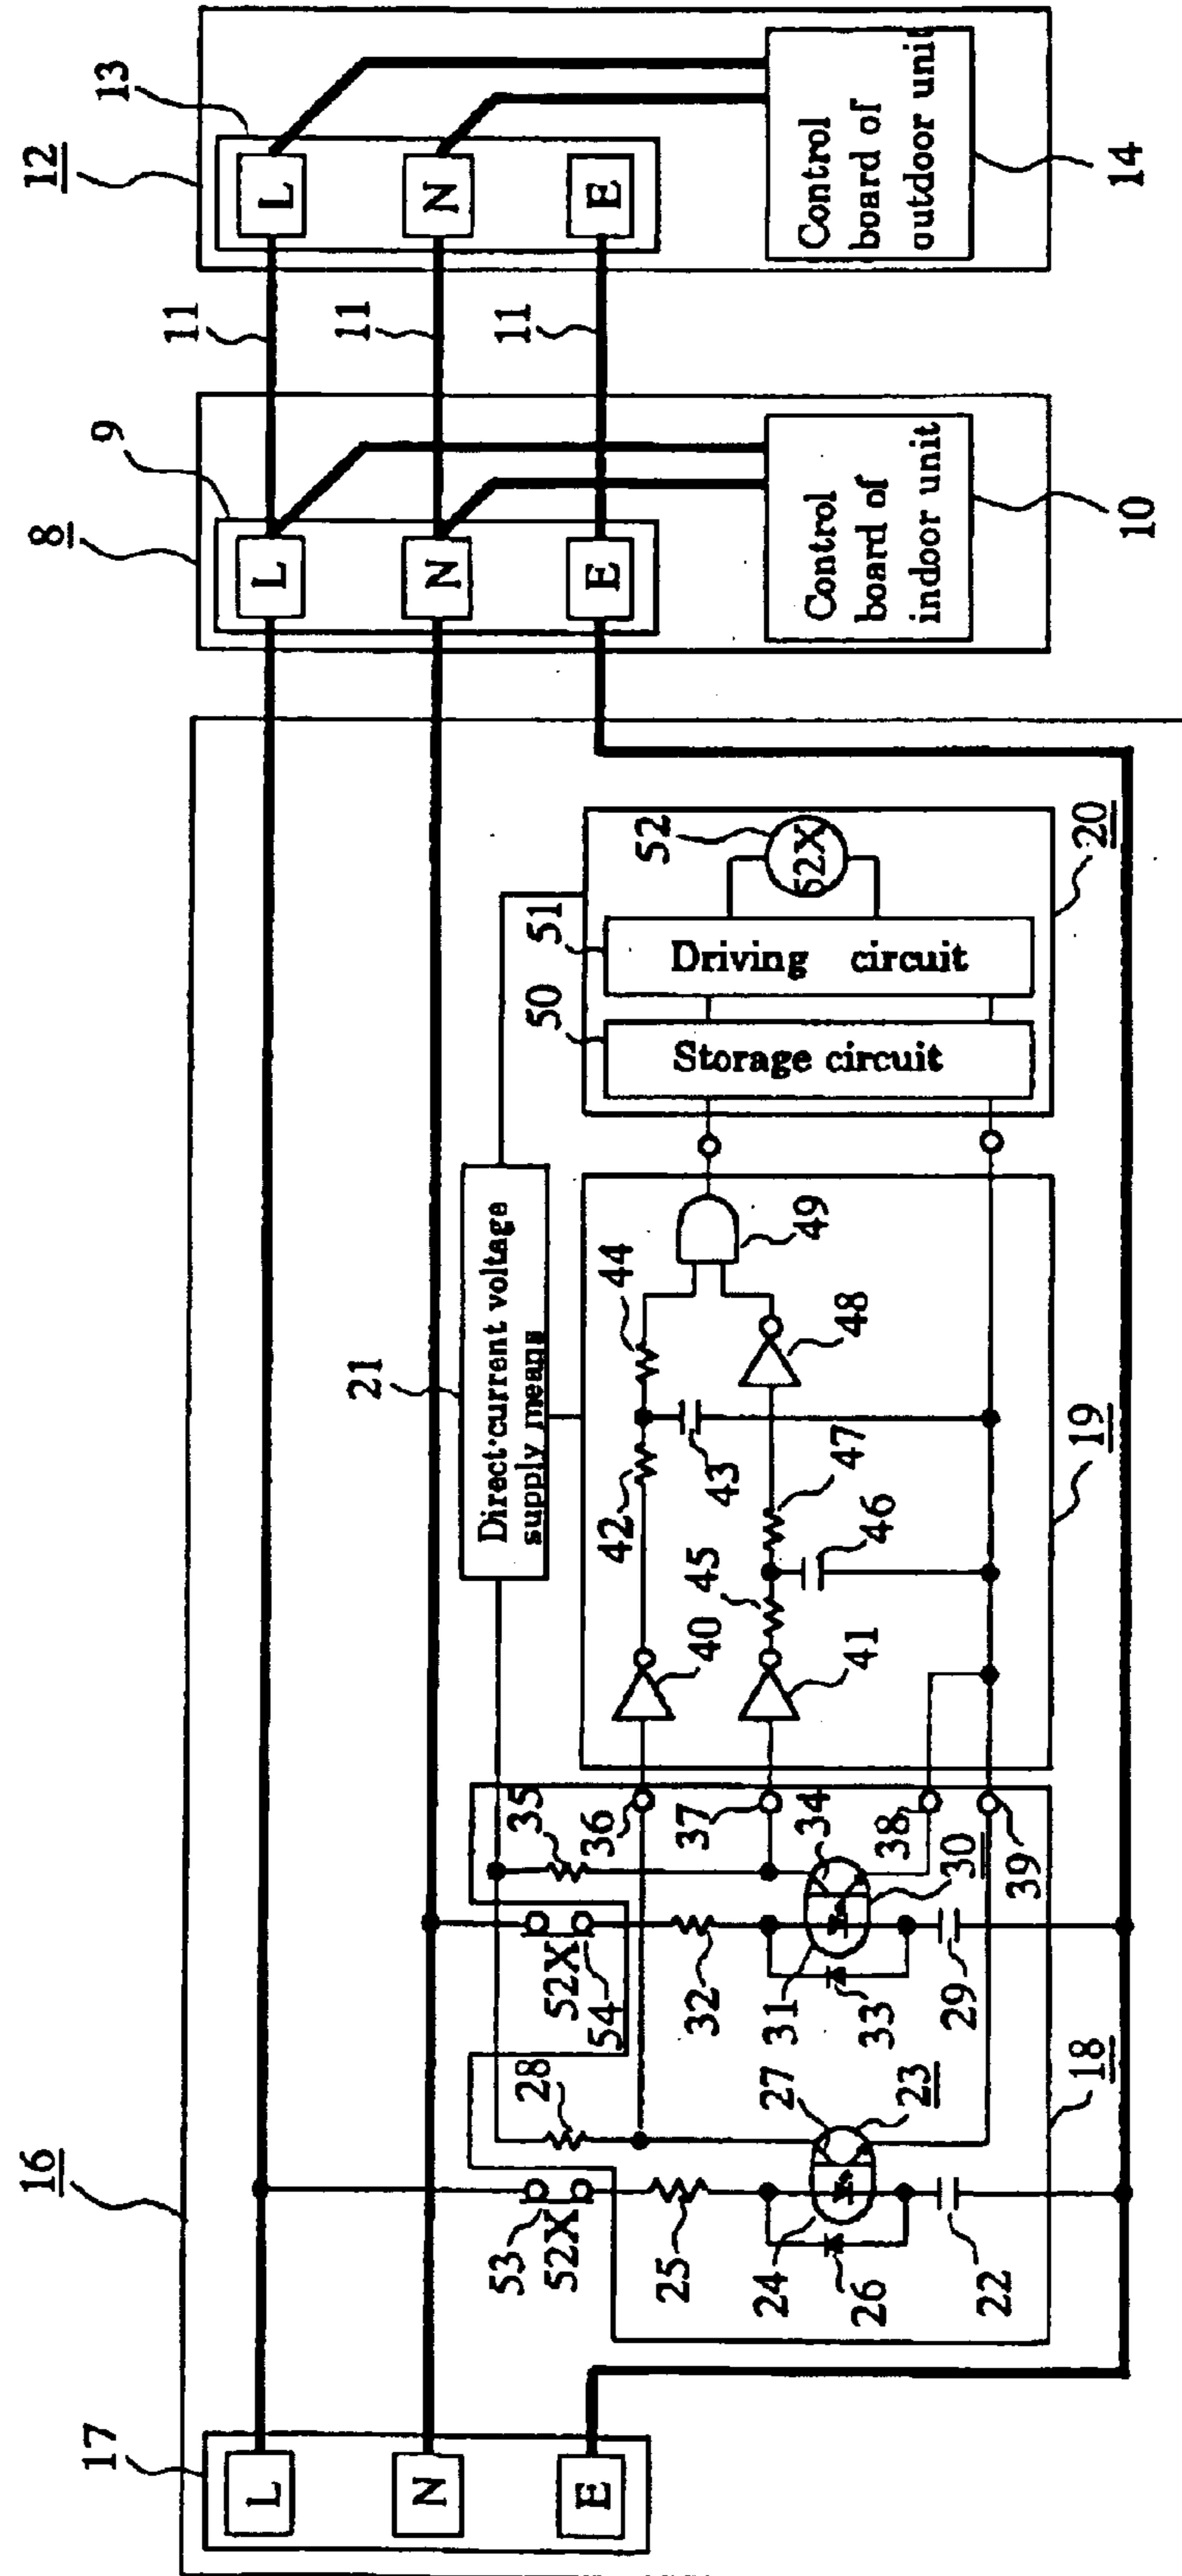 16
17
L
N
E
53
52X
25
24
26
22
28
27
23
18
52X
54
32
31
33
29
35
36
37
34
38
30
39
21
Direct-current voltage
supply means
40
41
42
43
44
45
46
47
48
49
19
50
51
52
52X
Storage circuit
Driving circuit
20
8
9
L
N
E
Control
board of
indoor unit
10
11
11
11
12
13
L
N
E
Control
board of
outdoor unit
14